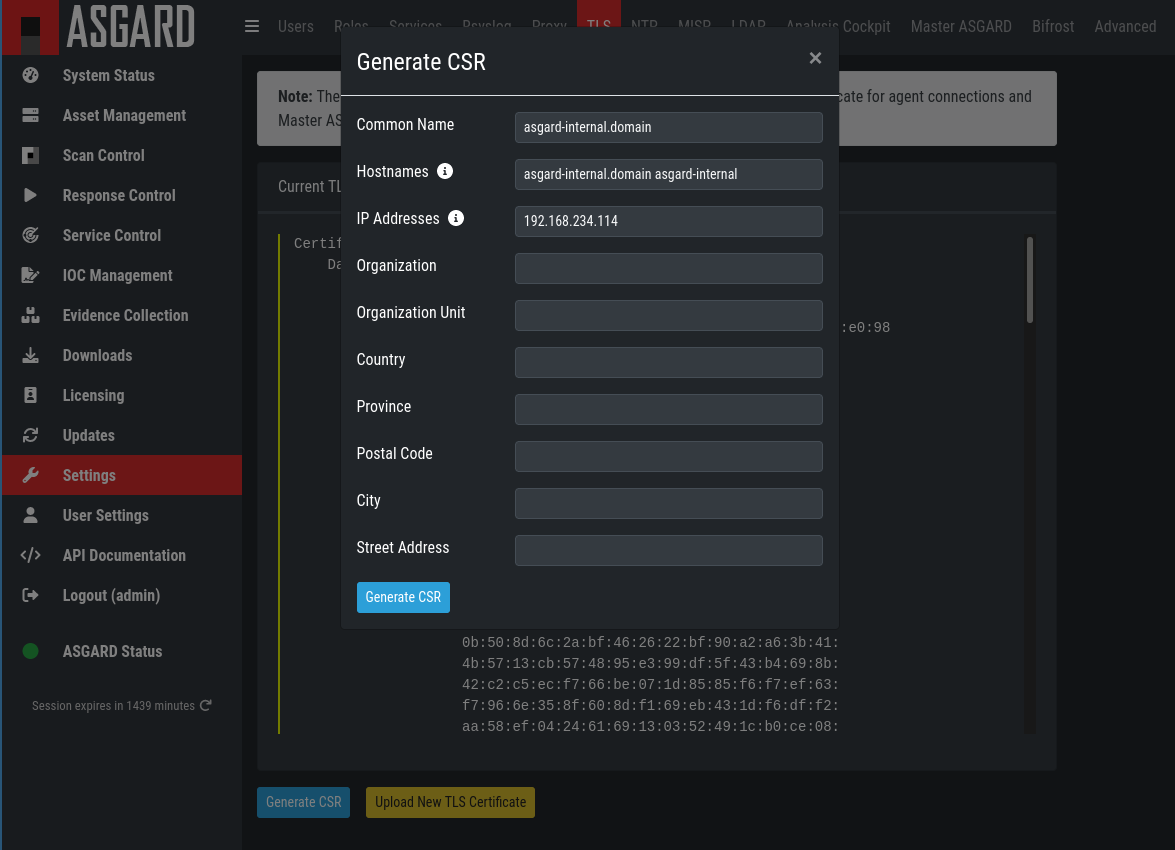 ASGARD
Users Roles Services Rsyslog Proxy TLS NTP MISP LDAP Analysis Cockpit Master ASGARD Bifrost Advanced
System Status
Asset Management
Scan Control
Response Control
Service Control
IOC Management
Evidence Collection
Downloads
Licensing
Updates
Settings
User Settings
API Documentation
Logout (admin)
ASGARD Status
Session expires in 1439 minutes
Note: The
cate for agent connections and
Master AS
Current TL
Certif
Da
:e0:98
Generate CSR
×
Common Name
asgard-internal.domain
Hostnames
asgard-internal.domain asgard-internal
IP Addresses
192.168.234.114
Organization
Organization Unit
Country
Province
Postal Code
City
Street Address
Generate CSR
0b:50:8d:6c:2a:bf:46:26:22:bf:90:a2:a6:3b:41:
4b:57:13:cb:57:48:95:e3:99:df:5f:43:b4:69:8b:
42:c2:c5:ec:f7:66:be:07:1d:85:85:f6:f7:ef:63:
f7:96:6e:35:8f:60:8d:f1:69:eb:43:1d:f6:df:f2:
aa:58:ef:04:24:61:69:13:03:52:49:1c:b0:ce:08:
Generate CSR
Upload New TLS Certificate